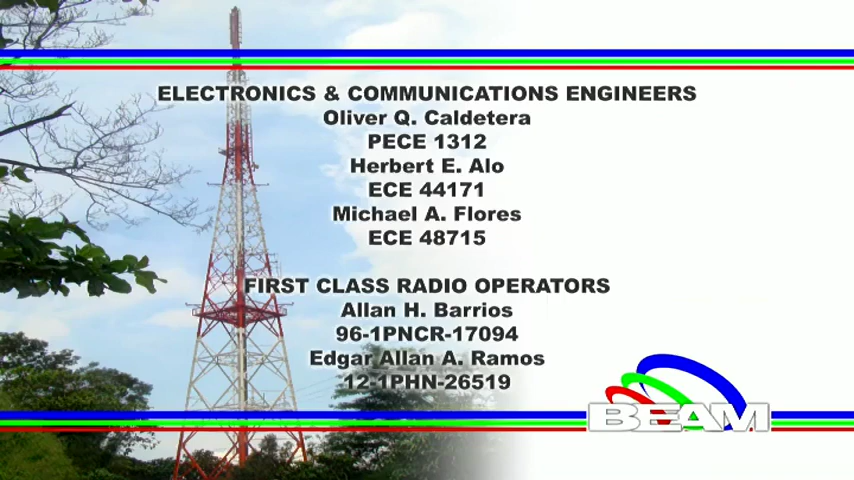 ELECTRONICS & COMMUNICATIONS ENGINEERS
Oliver Q. Caldetera
PECE 1312
Herbert E. Alo
ECE 44171
Michael A. Flores
ECE 48715
FIRST CLASS RADIO OPERATORS
Allan H. Barrios
96-1PNCR-17094
Edgar Allan A. Ramos
12-1PHN-26519
BEAM